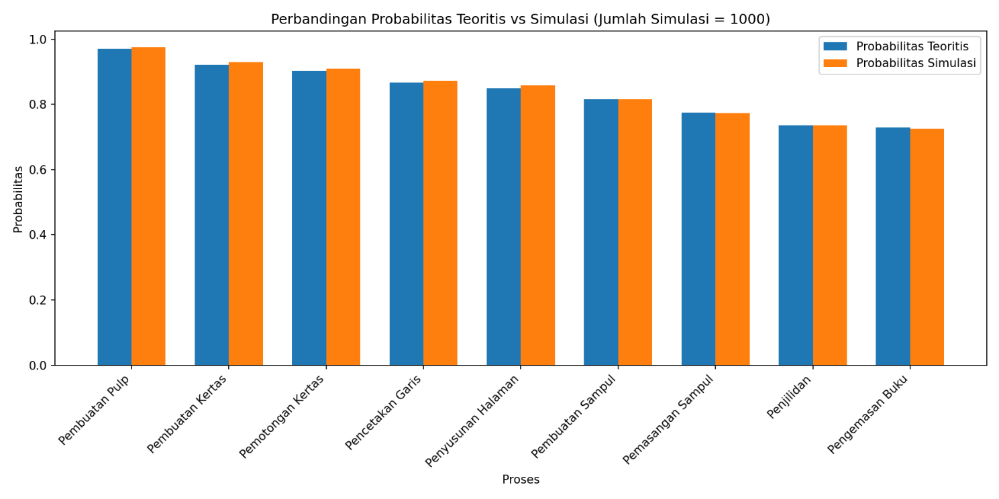 Perbandingan Probabilitas Teoritis vs Simulasi (Jumlah Simulasi = 1000)
Probabilitas Teoritis
Probabilitas Simulasi
Probabilitas
1.0
0.8
0.6
0.4
0.2
0.0
Pembuatan Pulp
Pembuatan Kertas
Pemotongan Kertas
Pencetakan Garis
Penyusunan Halaman
Pembuatan Sampul
Pemasangan Sampul
Penjilidan
Pengemasan Buku
Proses